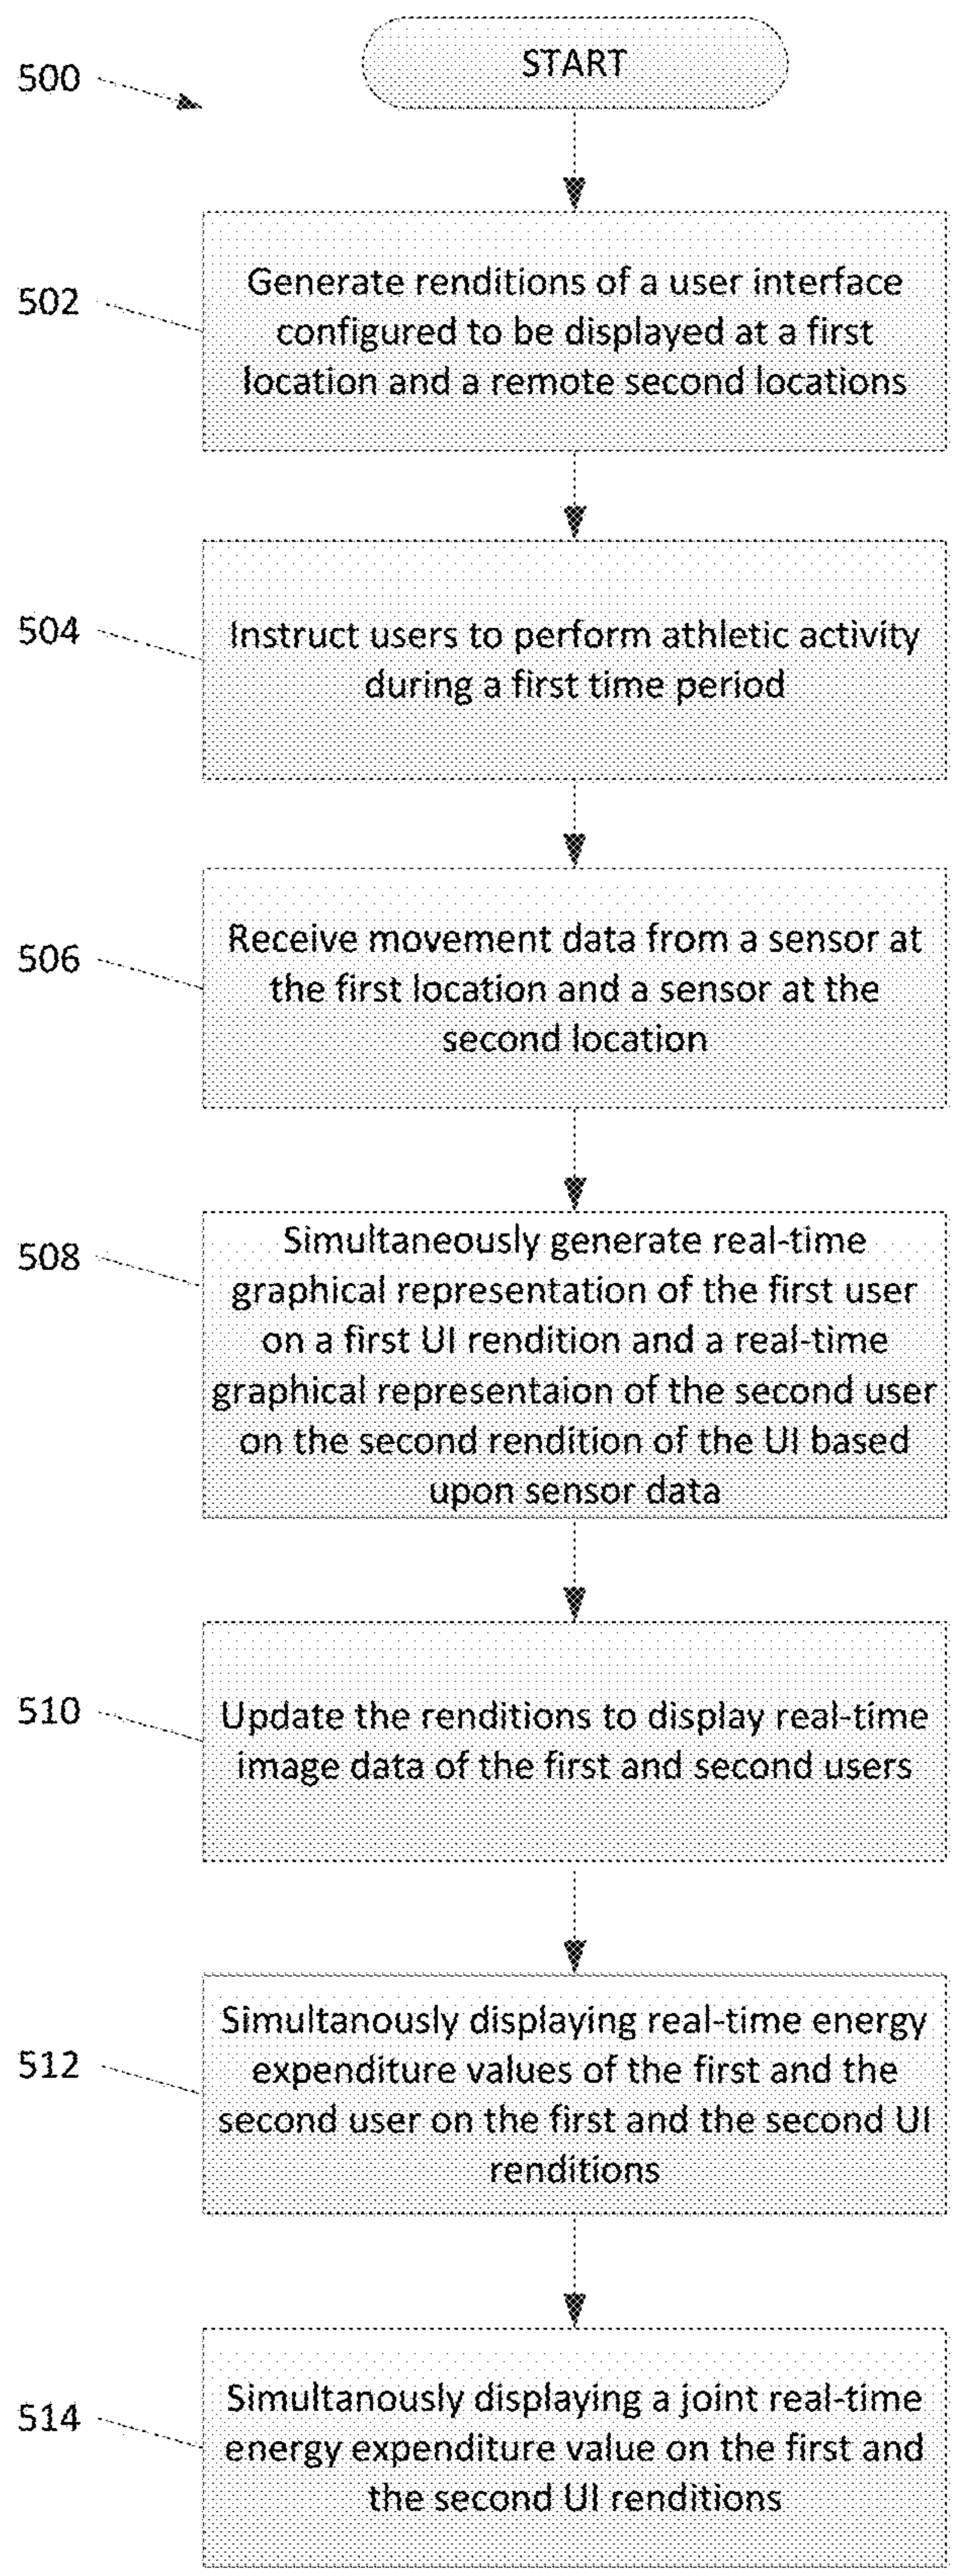 START
500
502
Generate renditions of a user interface
configured to be displayed at a first
location and a remote second locations
504
Instruct users to perform athletic activity
during a first time period
506
Receive movement data from a sensor at
the first location and a sensor at the
second location
508
Simultaneously generate real-time
graphical representation of the first user
on a first UI rendition and a real-time
graphical representaion of the second user
on the second rendition of the UI based
upon sensor data
510
Update the renditions to display real-time
image data of the first and second users
512
Simultanously displaying real-time energy
expenditure values of the first and the
second user on the first and the second UI
renditions
514
Simultanously displaying a joint real-time
energy expenditure value on the first and
the second UI renditions